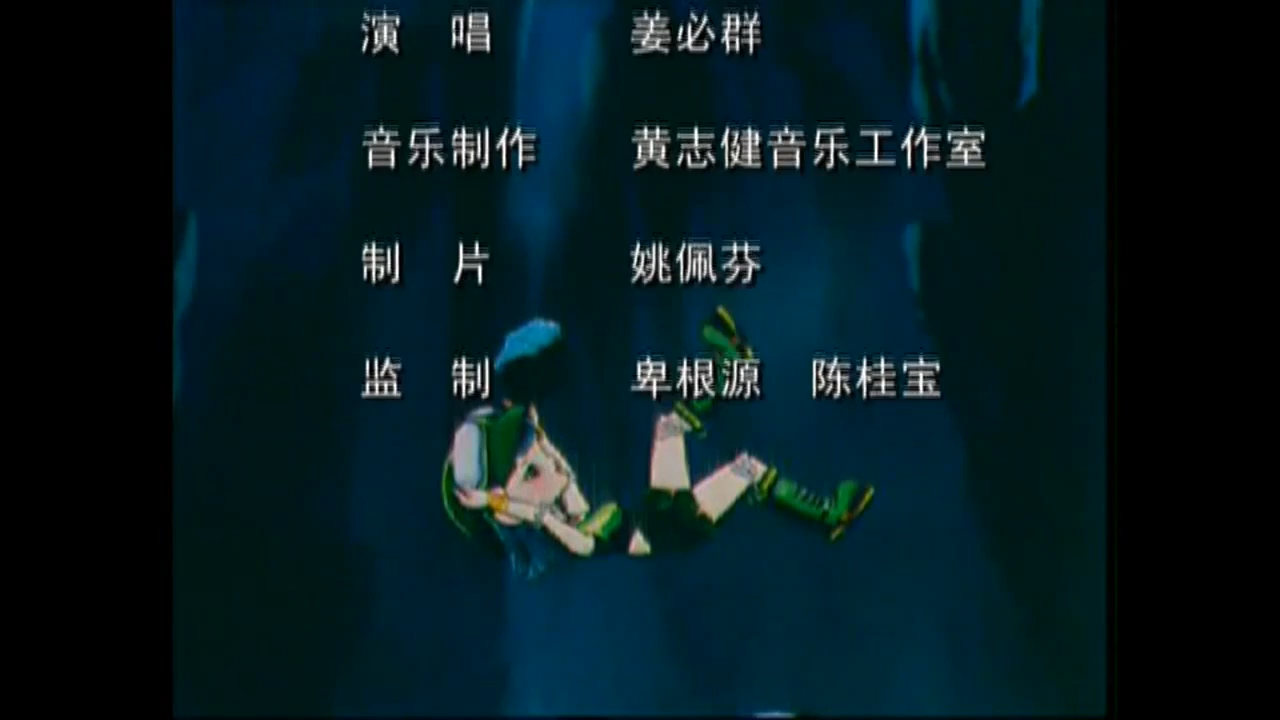 演 唱 姜必群
音乐制作 黄志健音乐工作室
制 片 姚佩芬
监 制 卑根源 陈桂宝